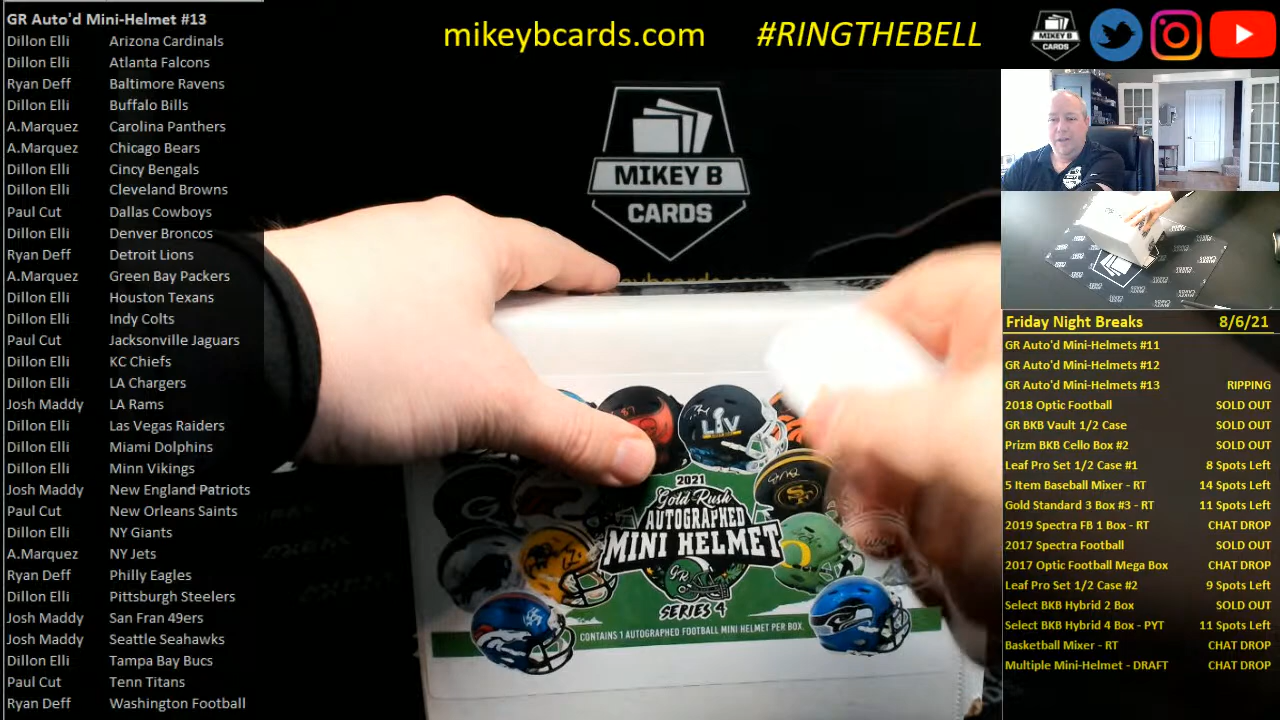 GR Auto'd Mini-Helmet #13
Dillon Elli Arizona Cardinals
Dillon Elli Atlanta Falcons
Ryan Deff Baltimore Ravens
Dillon Elli Buffalo Bills
A.Marquez Carolina Panthers
A.Marquez Chicago Bears
Dillon Elli Cincy Bengals
Dillon Elli Cleveland Browns
Paul Cut Dallas Cowboys
Dillon Elli Denver Broncos
Ryan Deff Detroit Lions
A.Marquez Green Bay Packers
Dillon Elli Houston Texans
Dillon Elli Indy Colts
Paul Cut Jacksonville Jaguars
Dillon Elli KC Chiefs
Dillon Elli LA Chargers
Josh Maddy LA Rams
Dillon Elli Las Vegas Raiders
Dillon Elli Miami Dolphins
Dillon Elli Minn Vikings
Josh Maddy New England Patriots
Paul Cut New Orleans Saints
Dillon Elli NY Giants
A.Marquez NY Jets
Ryan Deff Philly Eagles
Dillon Elli Pittsburgh Steelers
Josh Maddy San Fran 49ers
Josh Maddy Seattle Seahawks
Dillon Elli Tampa Bay Bucs
Paul Cut Tenn Titans
Ryan Deff Washington Football
mikeybcards.com #RINGTHEBELL
MIKEY B
CARDS
MIKEY B
CARDS
LIV
2021
Gold Rush
AUTOGRAPHED
MINI HELMET
GR
SERIES 4
CONTAINS 1 AUTOGRAPHED FOOTBALL MINI HELMET PER BOX.
Friday Night Breaks 8/6/21
GR Auto'd Mini-Helmets #11
GR Auto'd Mini-Helmets #12
GR Auto'd Mini-Helmets #13 RIPPING
2018 Optic Football SOLD OUT
GR BKB Vault 1/2 Case SOLD OUT
Prizm BKB Cello Box #2 SOLD OUT
Leaf Pro Set 1/2 Case #1 8 Spots Left
5 Item Baseball Mixer - RT 14 Spots Left
Gold Standard 3 Box #3 - RT 11 Spots Left
2019 Spectra FB 1 Box - RT CHAT DROP
2017 Spectra Football SOLD OUT
2017 Optic Football Mega Box CHAT DROP
Leaf Pro Set 1/2 Case #2 9 Spots Left
Select BKB Hybrid 2 Box SOLD OUT
Select BKB Hybrid 4 Box - PYT 11 Spots Left
Basketball Mixer - RT CHAT DROP
Multiple Mini-Helmet - DRAFT CHAT DROP